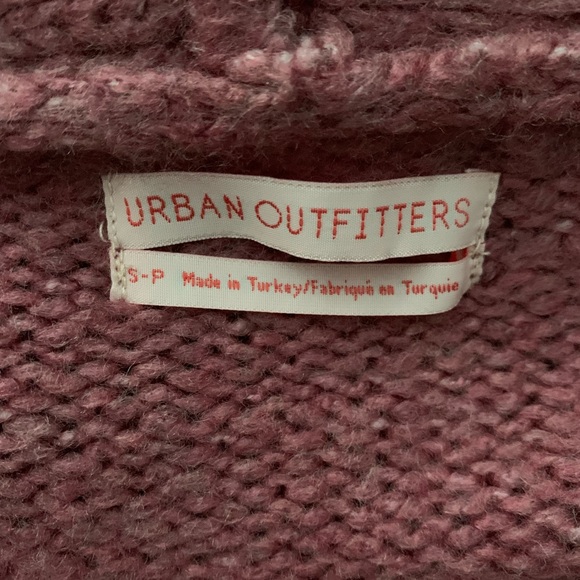 URBAN OUTFITTERS
S-P Made in Turkey/Fabriqué en Turquie